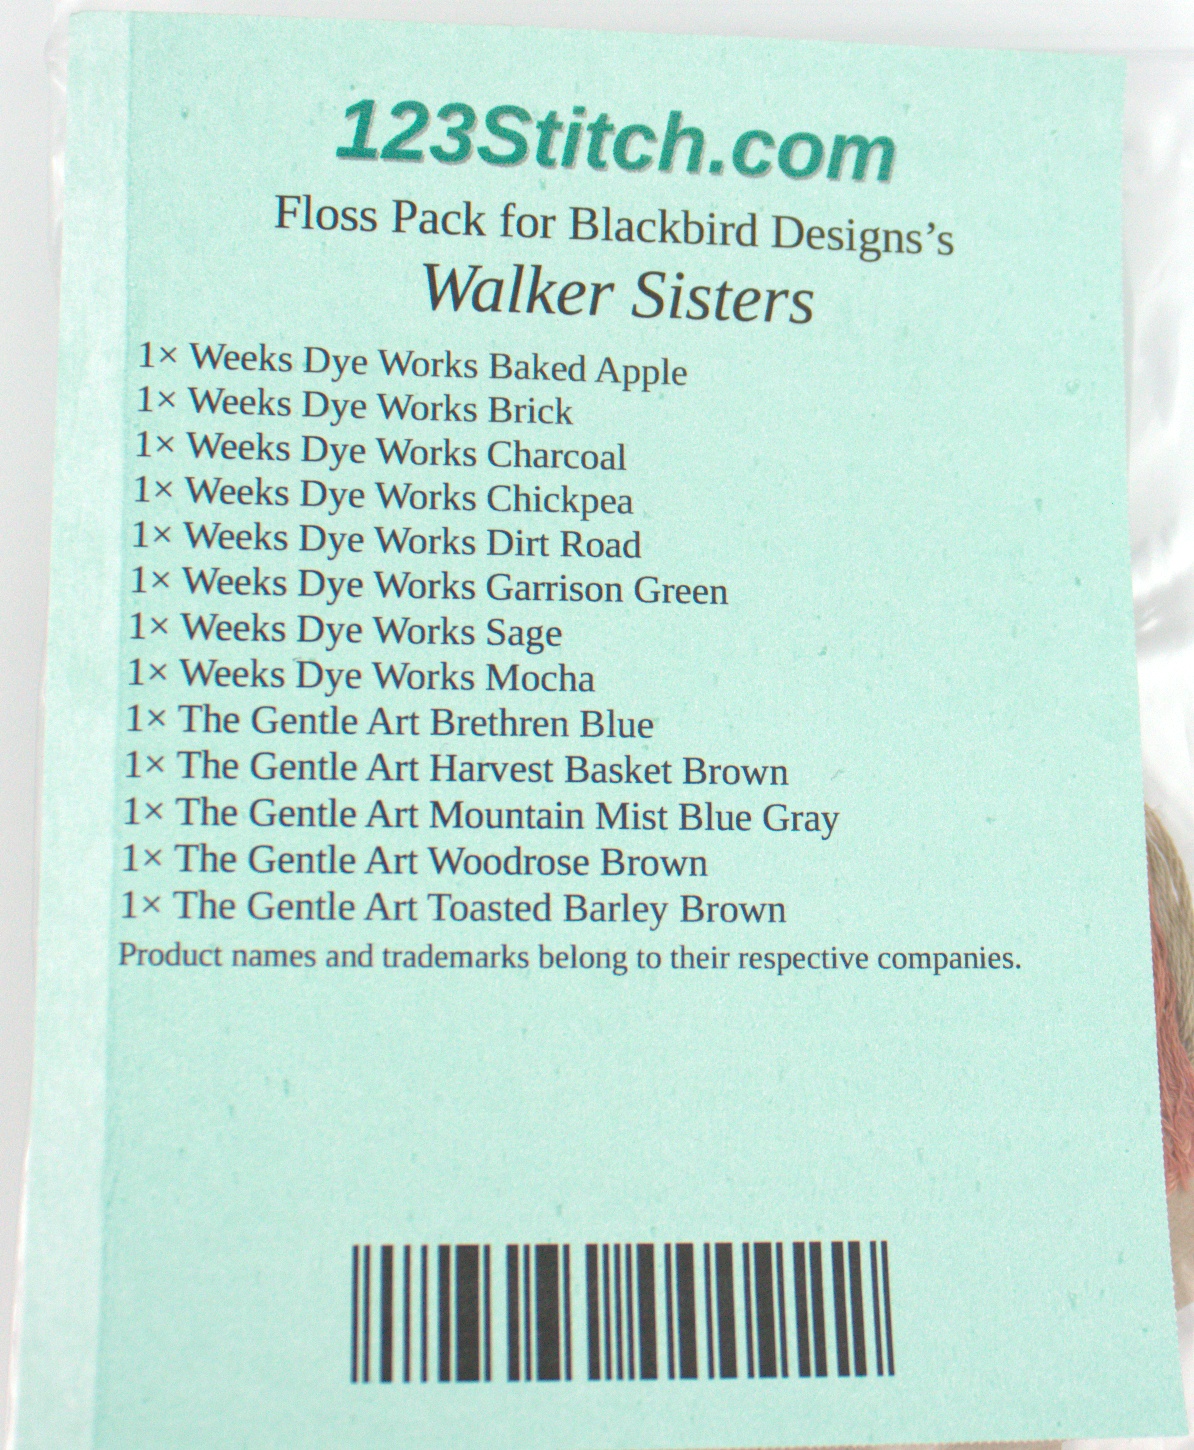 123Stitch.com
Floss Pack for Blackbird Designs’s
Walker Sisters
1× Weeks Dye Works Baked Apple
1× Weeks Dye Works Brick
1× Weeks Dye Works Charcoal
1× Weeks Dye Works Chickpea
1× Weeks Dye Works Dirt Road
1× Weeks Dye Works Garrison Green
1× Weeks Dye Works Sage
1× Weeks Dye Works Mocha
1× The Gentle Art Brethren Blue
1× The Gentle Art Harvest Basket Brown
1× The Gentle Art Mountain Mist Blue Gray
1× The Gentle Art Woodrose Brown
1× The Gentle Art Toasted Barley Brown
Product names and trademarks belong to their respective companies.